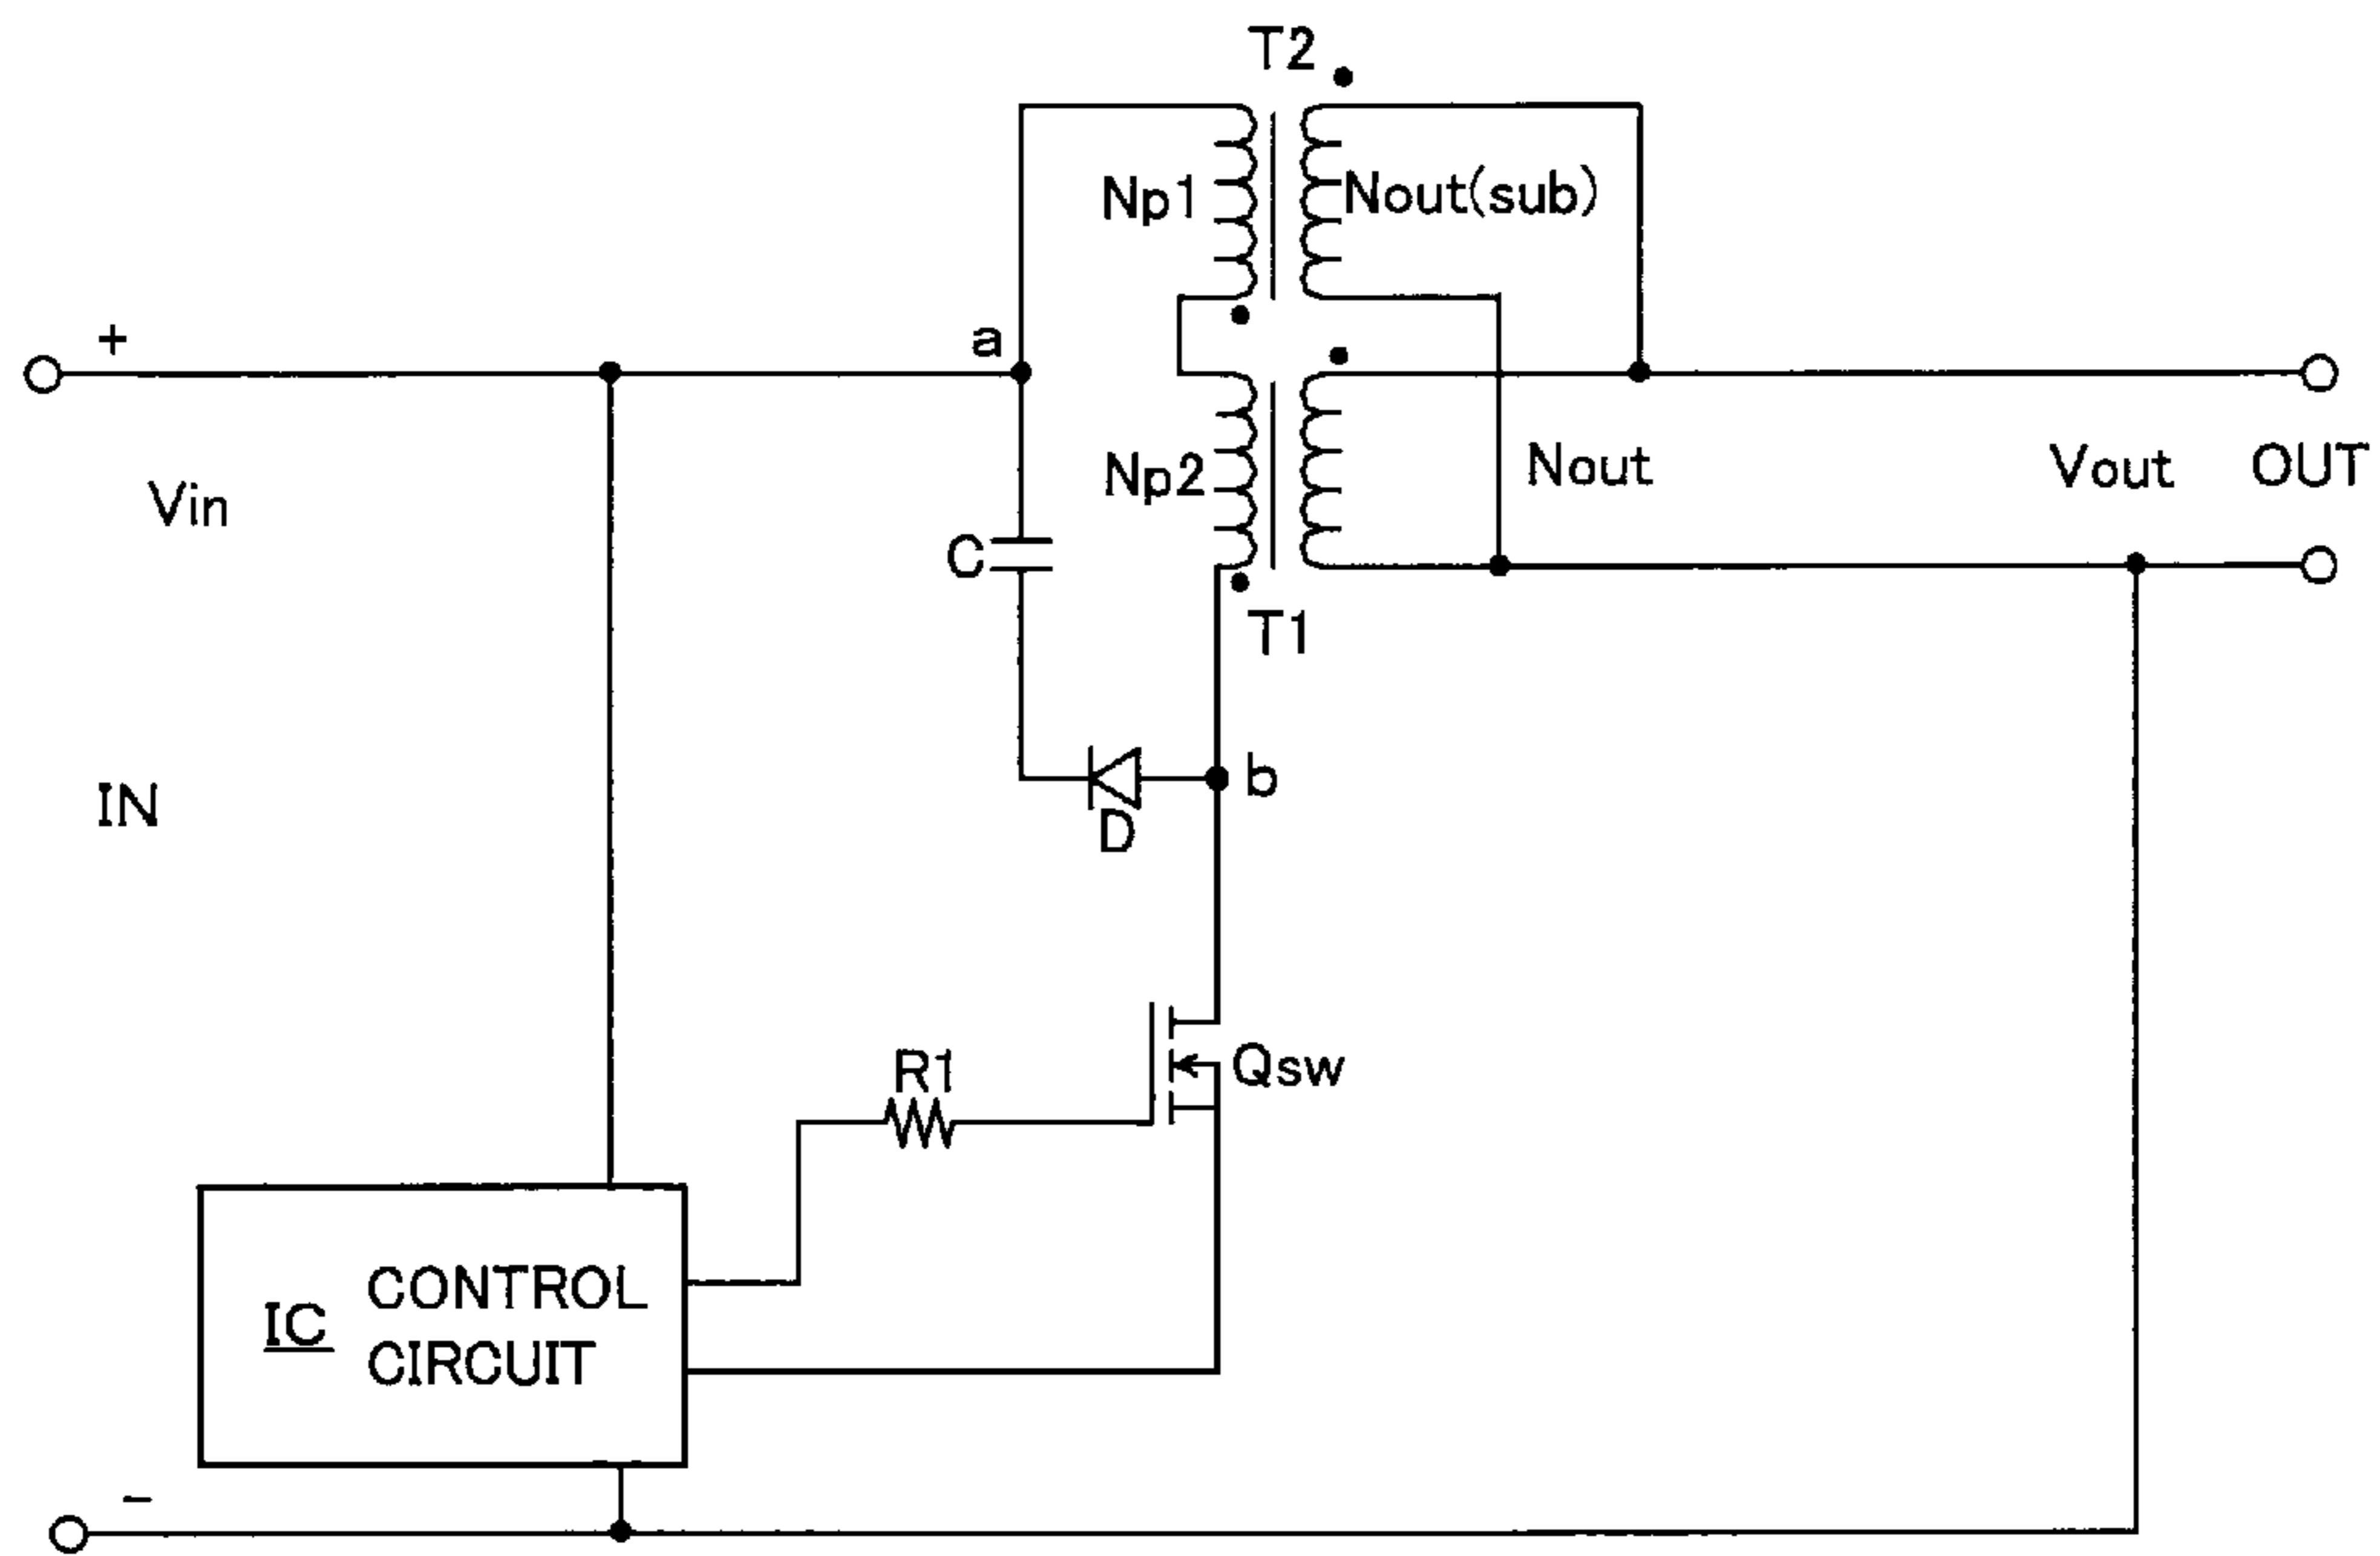 T2
Np1
Nout(sub)
+
a
Vin
Np2
Nout
Vout
OUT
C
T1
IN
b
D
R1
Qsw
IC
CONTROL
CIRCUIT
−